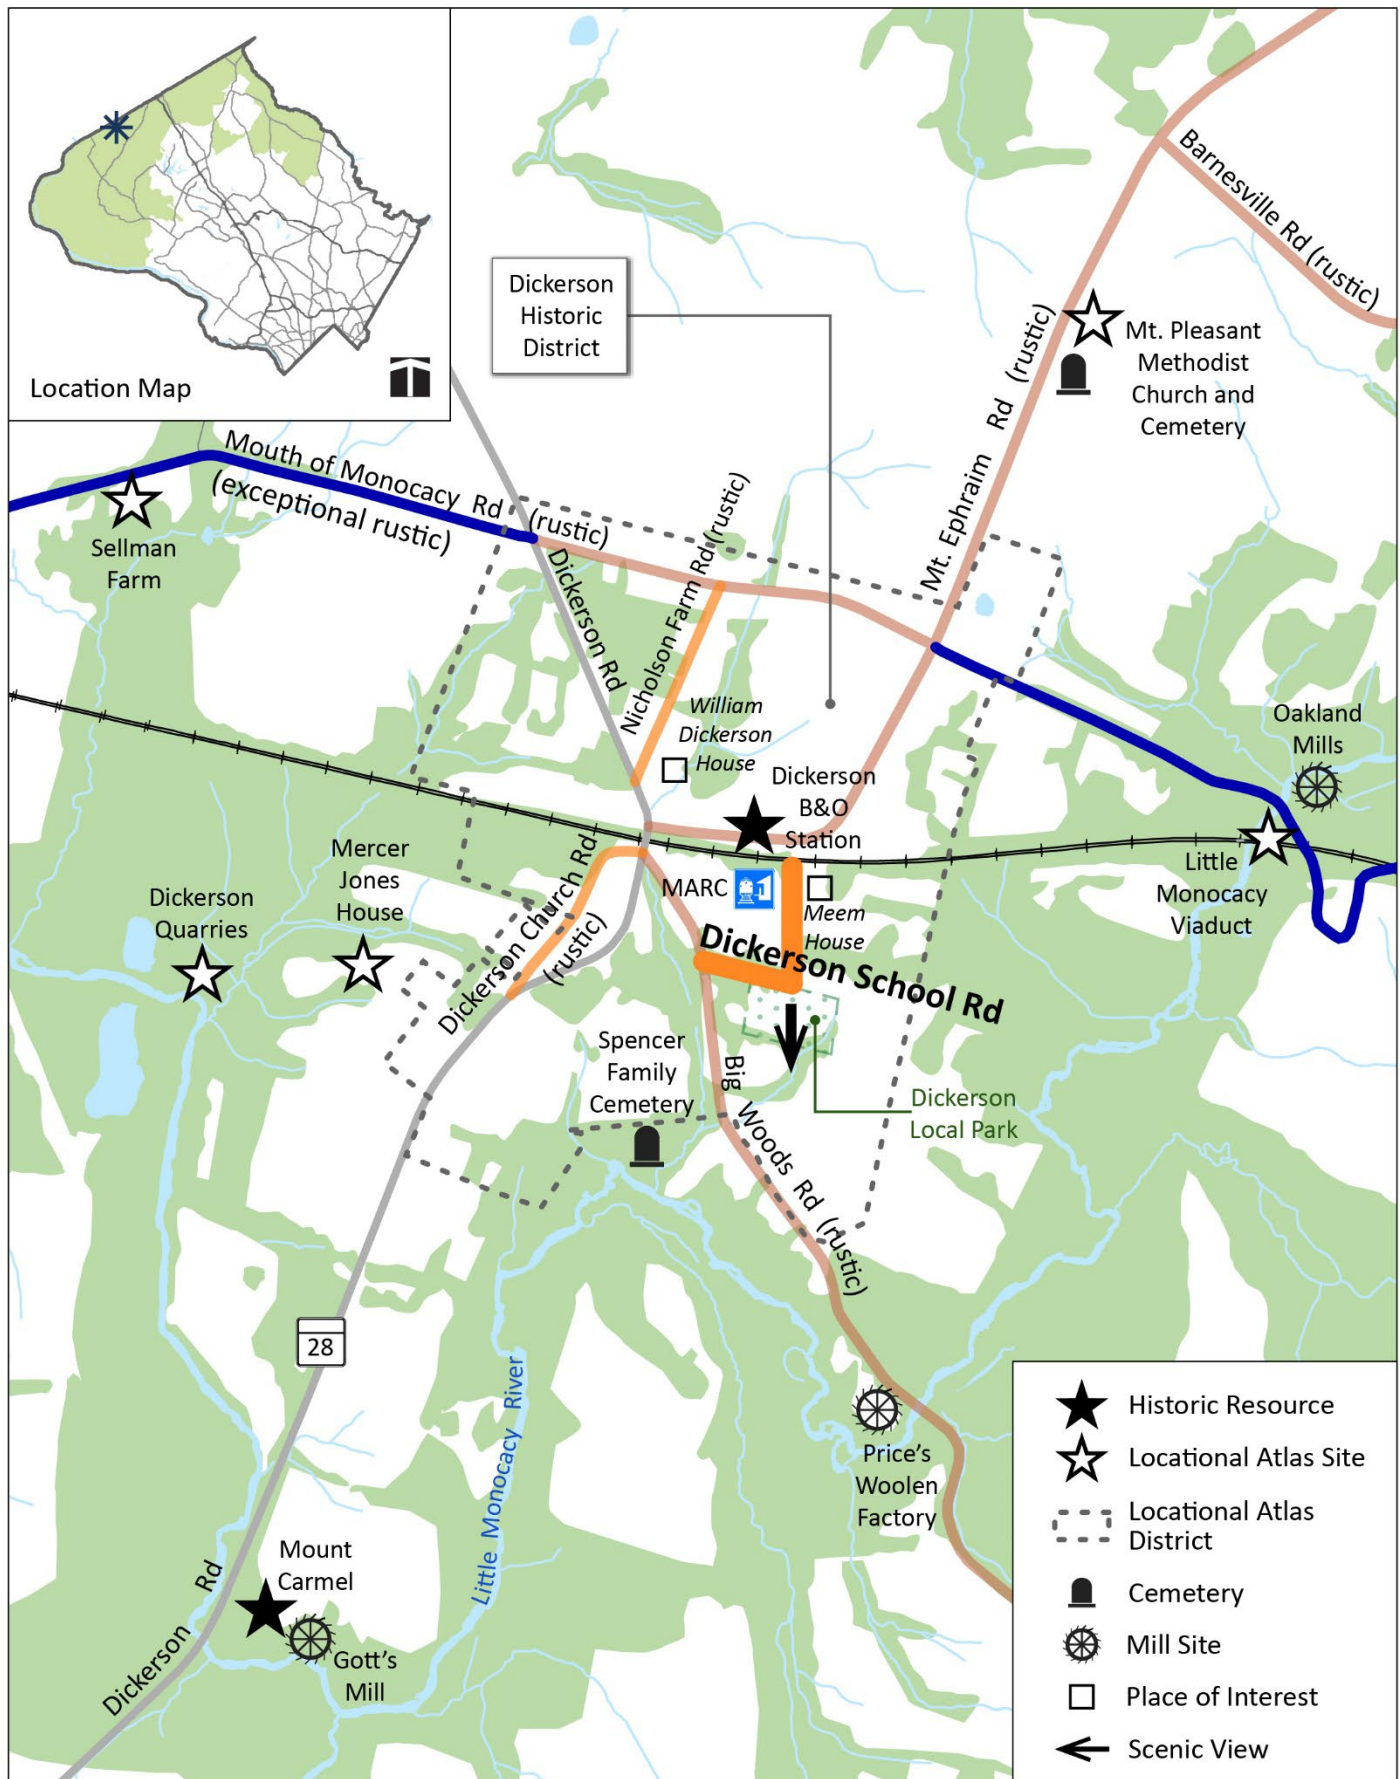 Location Map
Dickerson
Historic
District
Barnesville Rd (rustic)
Mt. Pleasant
Methodist
Church and
Cemetery
Mt. Ephraim Rd (rustic)
Mouth of Monocacy Rd (rustic)
(exceptional rustic)
Sellman
Farm
Dickerson Rd
Nicholson Farm Rd (rustic)
William
Dickerson
House
Oakland
Mills
Dickerson
B&O
Station
Mercer
Jones
House
Dickerson
Quarries
Dickerson Church Rd
(rustic)
MARC
Meem
House
Little
Monocacy
Viaduct
Dickerson School Rd
Spencer
Family
Cemetery
Big Woods Rd (rustic)
Dickerson
Local Park
28
Little Monocacy River
Price's
Woolen
Factory
Mount
Carmel
Gott's
Mill
Dickerson Rd
Historic Resource
Locational Atlas Site
Locational Atlas
District
Cemetery
Mill Site
Place of Interest
Scenic View